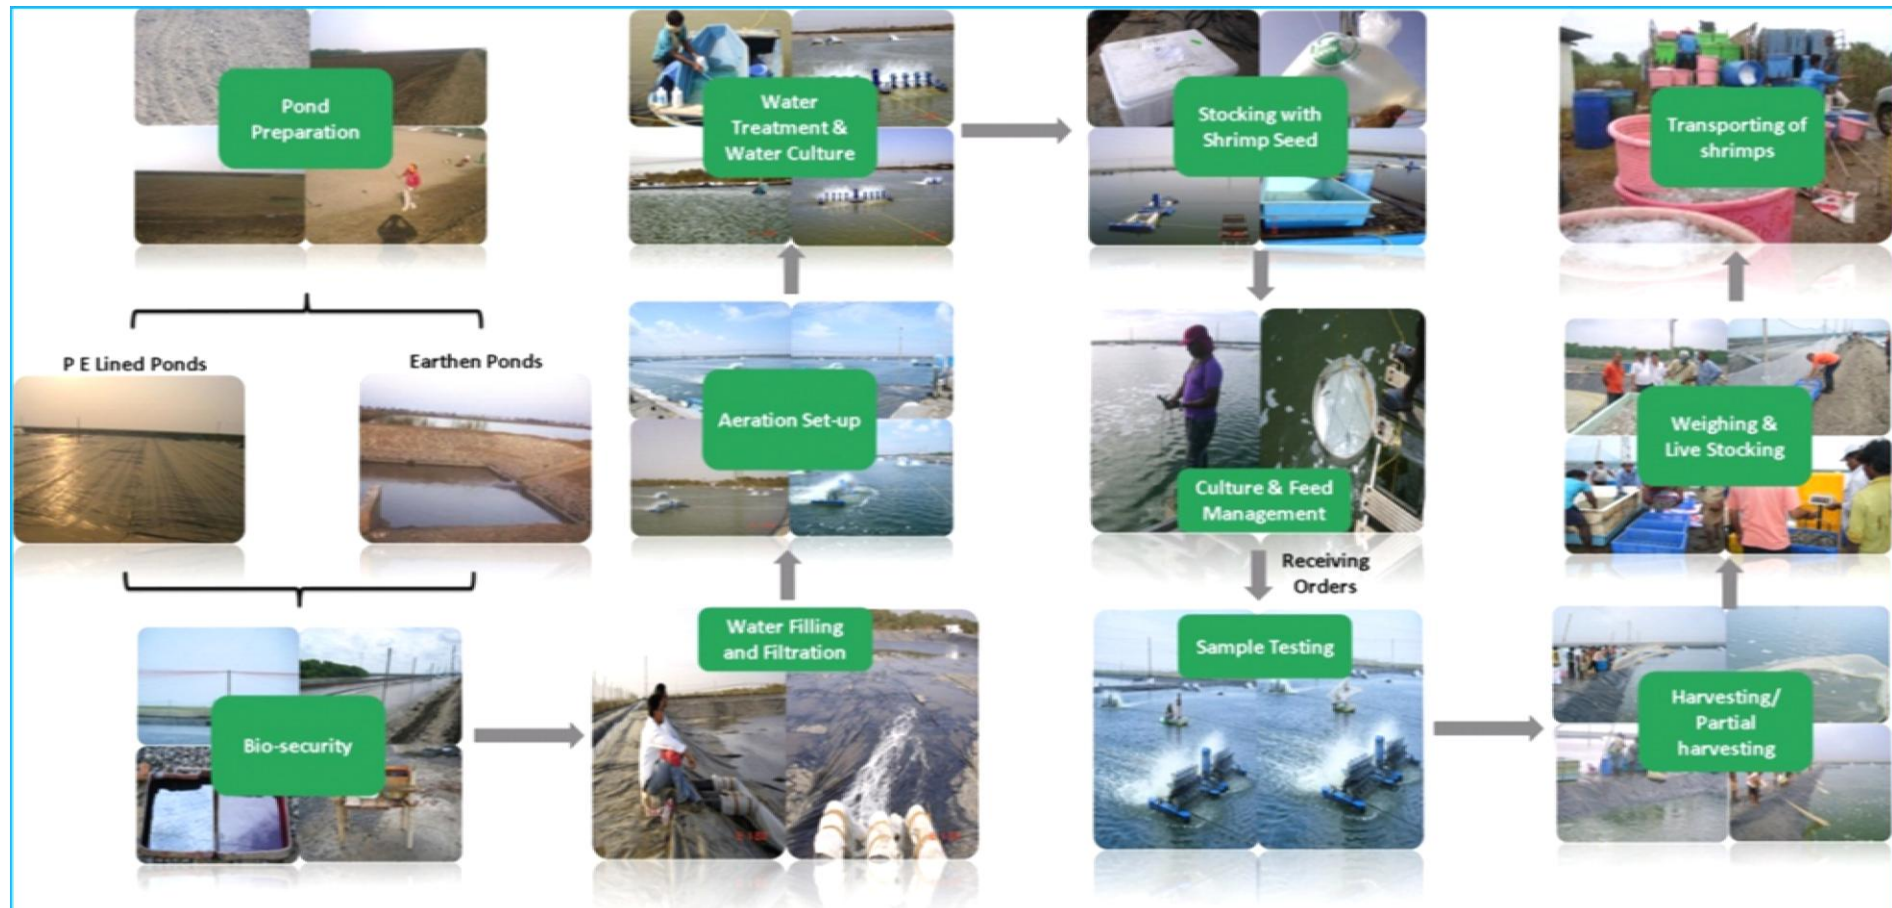 Pond
Preparation
P E Lined Ponds
Earthen Ponds
Bio-security
Water Filling
and Filtration
Aeration Set-up
Water
Treatment &
Water Culture
Stocking with
Shrimp Seed
Culture & Feed
Management
Receiving
Orders
Sample Testing
Harvesting/
Partial
harvesting
Weighing &
Live Stocking
Transporting of
shrimps